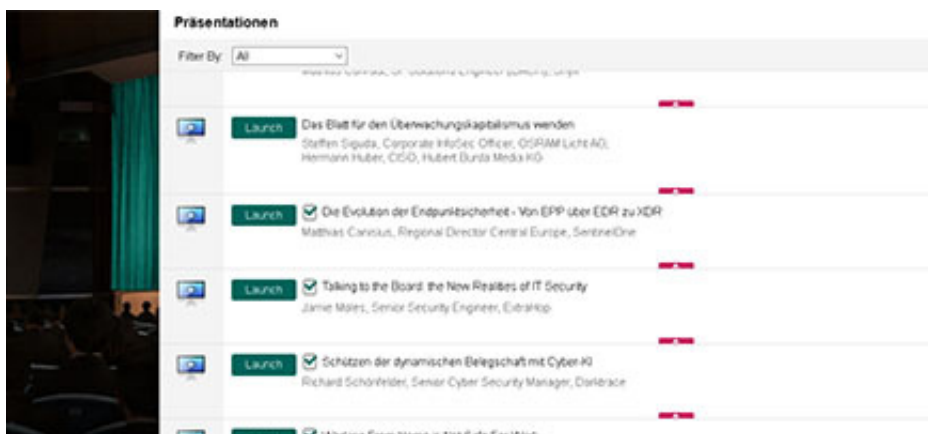 Präsentationen
Filter By: All
Launch Das Blatt für den Überwachungskapitalismus wenden
Steffen Siguda, Corporate InfoSec Officer, OSRAM Licht AG,
Hermann Huber, CISO, Hubert Burda Media KG
Launch Die Evolution der Endpunktsicherheit - Von EPP über EDR zu XDR
Matthias Canisius, Regional Director Central Europe, SentinelOne
Launch Talking to the Board: the New Realities of IT Security
Jamie Moles, Senior Security Engineer, ExtraHop
Launch Schützen der dynamischen Belegschaft mit Cyber-KI
Richard Schönfelder, Senior Cyber Security Manager, Darktrace